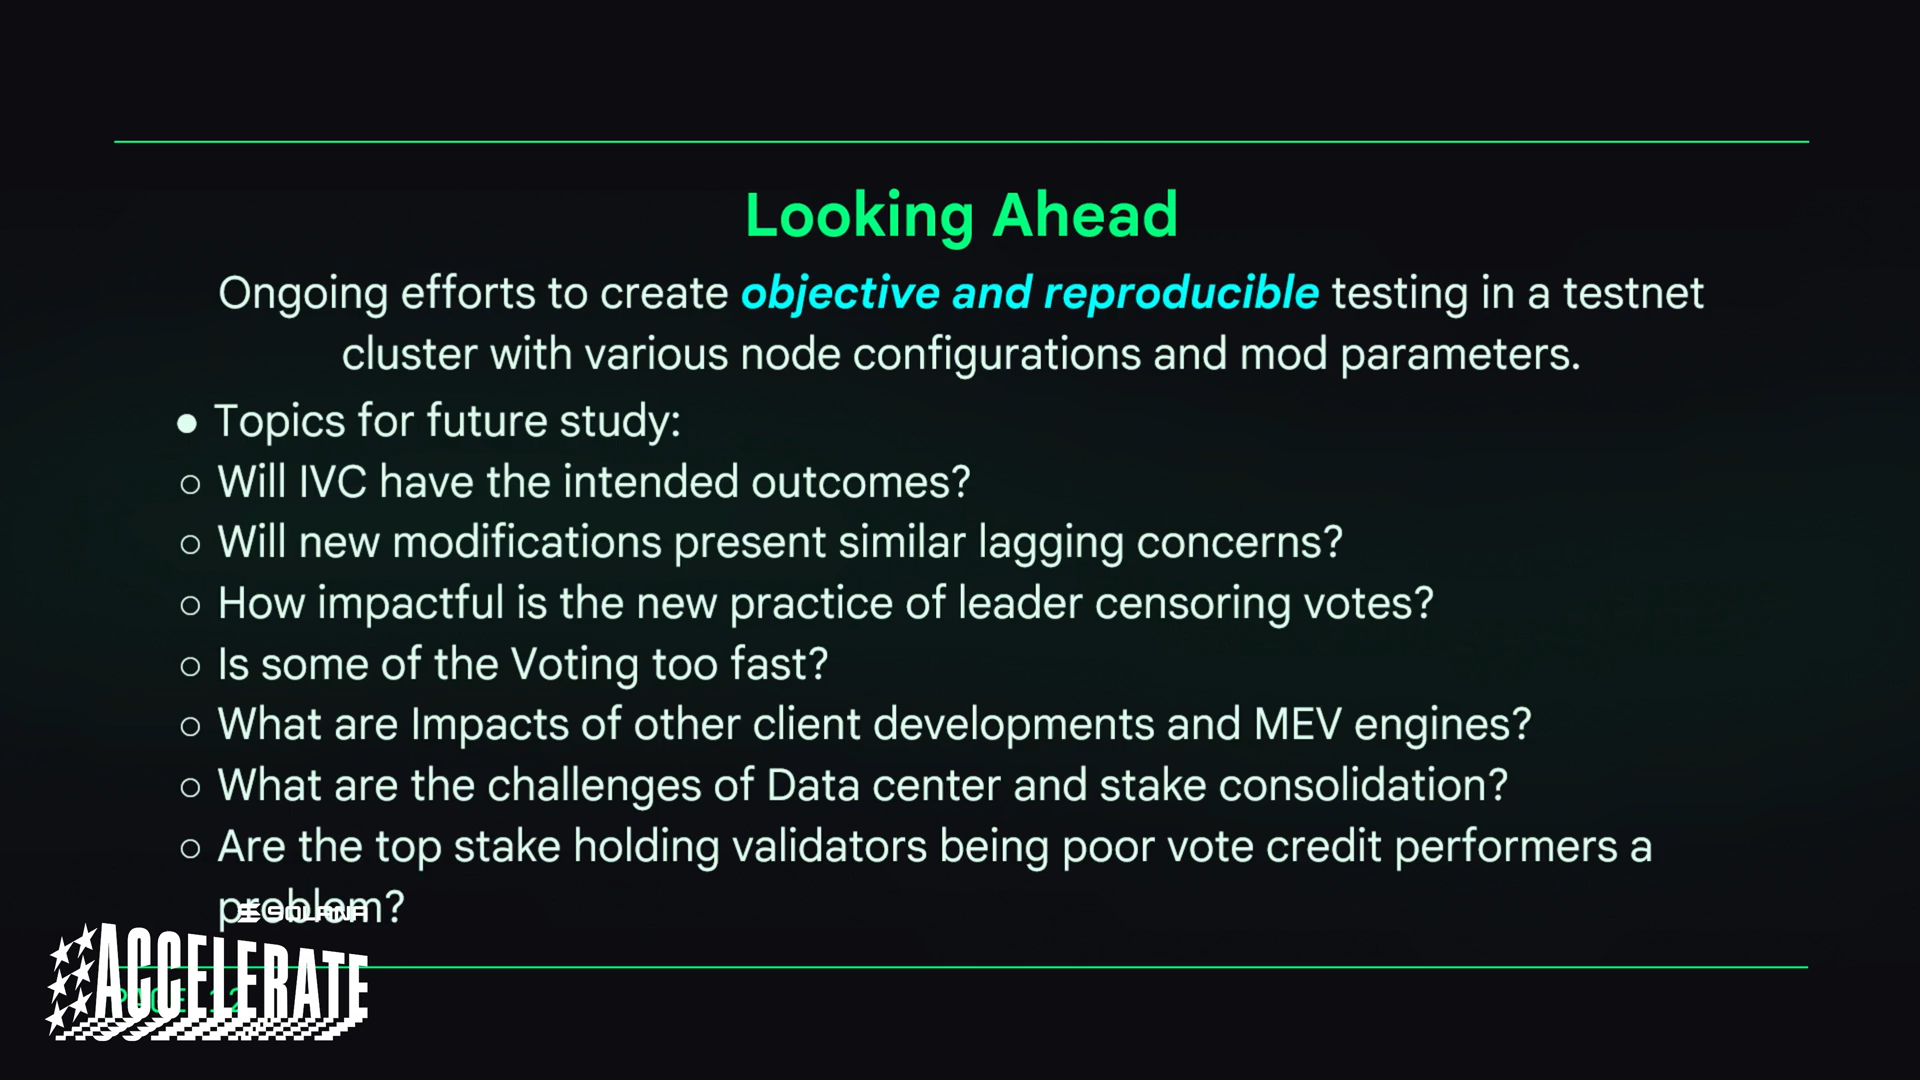 Looking Ahead
Ongoing efforts to create objective and reproducible testing in a testnet
cluster with various node configurations and mod parameters.
● Topics for future study:
○ Will IVC have the intended outcomes?
○ Will new modifications present similar lagging concerns?
○ How impactful is the new practice of leader censoring votes?
○ Is some of the Voting too fast?
○ What are Impacts of other client developments and MEV engines?
○ What are the challenges of Data center and stake consolidation?
○ Are the top stake holding validators being poor vote credit performers a
problem?
SOLANA
ACCELERATE
PAGE 12